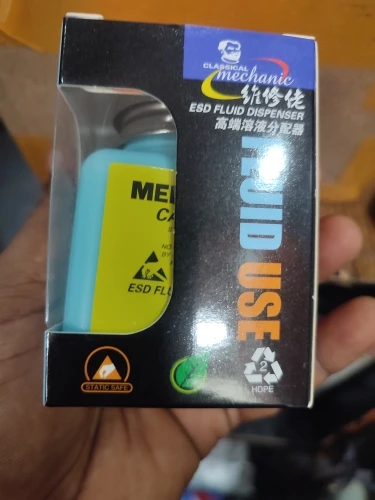 CLASSICAL
mechanic
维修佬
ESD FLUID DISPENSER
高端溶液分配器
FLUID USE
CA
ESD FLU
STATIC SAFE
2
HDPE